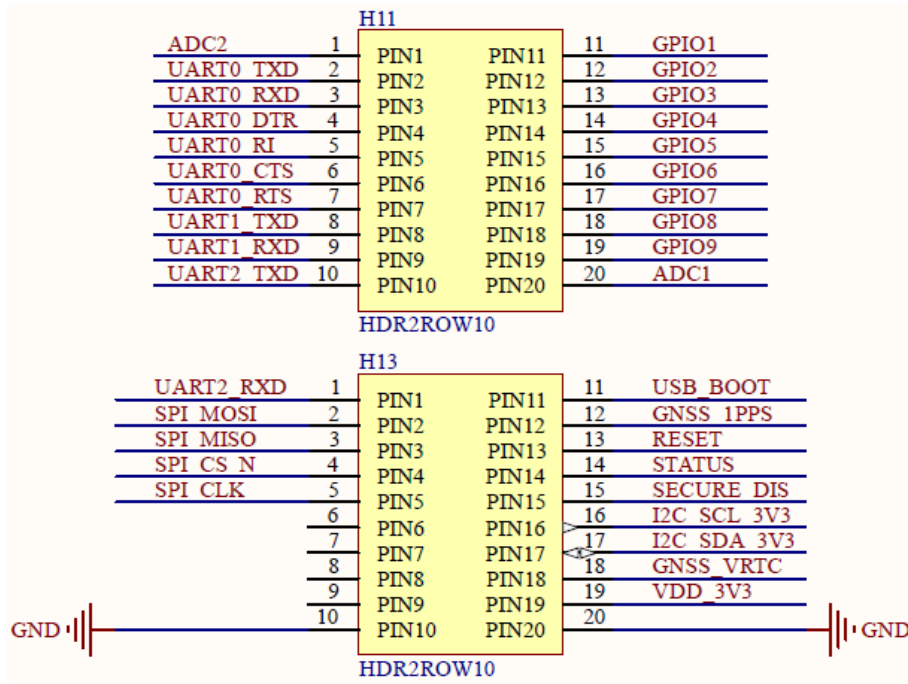 H11
ADC2 1 PIN1 PIN11 11 GPIO1
UART0_TXD 2 PIN2 PIN12 12 GPIO2
UART0_RXD 3 PIN3 PIN13 13 GPIO3
UART0_DTR 4 PIN4 PIN14 14 GPIO4
UART0_RI 5 PIN5 PIN15 15 GPIO5
UART0_CTS 6 PIN6 PIN16 16 GPIO6
UART0_RTS 7 PIN7 PIN17 17 GPIO7
UART1_TXD 8 PIN8 PIN18 18 GPIO8
UART1_RXD 9 PIN9 PIN19 19 GPIO9
UART2_TXD 10 PIN10 PIN20 20 ADC1
HDR2ROW10
H13
UART2_RXD 1 PIN1 PIN11 11 USB_BOOT
SPI_MOSI 2 PIN2 PIN12 12 GNSS_1PPS
SPI_MISO 3 PIN3 PIN13 13 RESET
SPI_CS_N 4 PIN4 PIN14 14 STATUS
SPI_CLK 5 PIN5 PIN15 15 SECURE_DIS
6 PIN6 PIN16 16 I2C_SCL_3V3
7 PIN7 PIN17 17 I2C_SDA_3V3
8 PIN8 PIN18 18 GNSS_VRTC
9 PIN9 PIN19 19 VDD_3V3
GND 10 PIN10 PIN20 20 GND
HDR2ROW10